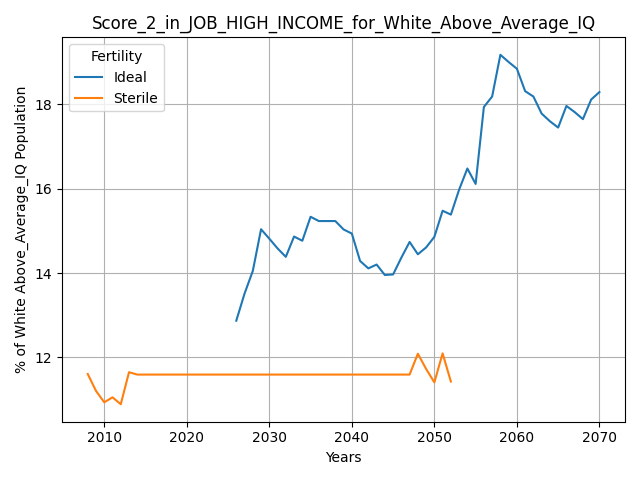 Score_2_in_JOB_HIGH_INCOME_for_White_Above_Average_IQ
Fertility
Ideal
Sterile
% of White Above_Average_IQ Population
18
16
14
12
2010 2020 2030 2040 2050 2060 2070
Years